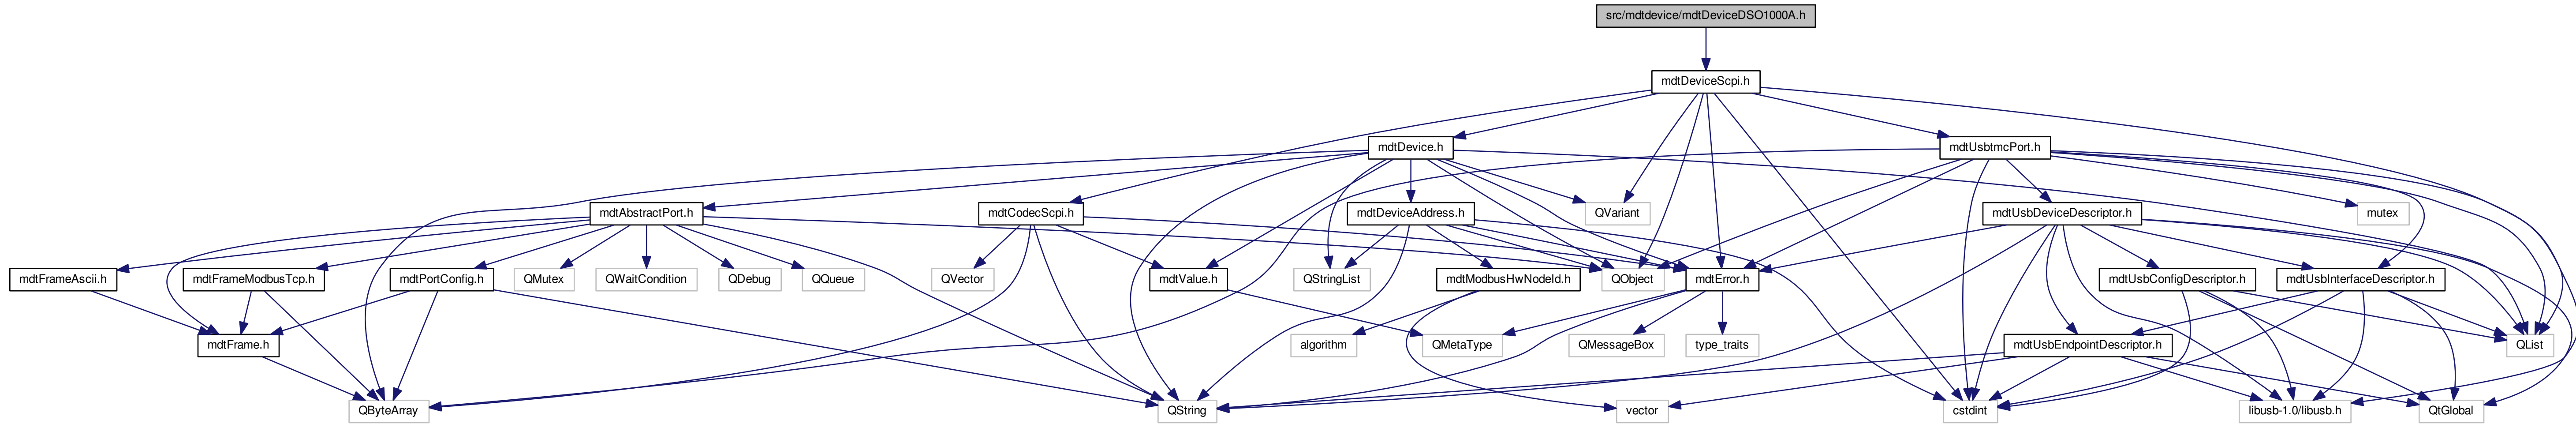 src/mdtdevice/mdtDeviceDSO1000A.h
mdtDeviceScpi.h
mdtDevice.h
mdtUsbtmcPort.h
mdtAbstractPort.h
mdtCodecScpi.h
mdtDeviceAddress.h
QVariant
mdtUsbDeviceDescriptor.h
mutex
mdtFrameAscii.h
mdtFrameModbusTcp.h
mdtPortConfig.h
QMutex
QWaitCondition
QDebug
QQueue
QVector
mdtValue.h
QStringList
mdtModbusHwNodeId.h
QObject
mdtError.h
mdtUsbConfigDescriptor.h
mdtUsbInterfaceDescriptor.h
mdtFrame.h
algorithm
QMetaType
QMessageBox
type_traits
mdtUsbEndpointDescriptor.h
QList
QByteArray
QString
vector
cstdint
libusb-1.0/libusb.h
QtGlobal